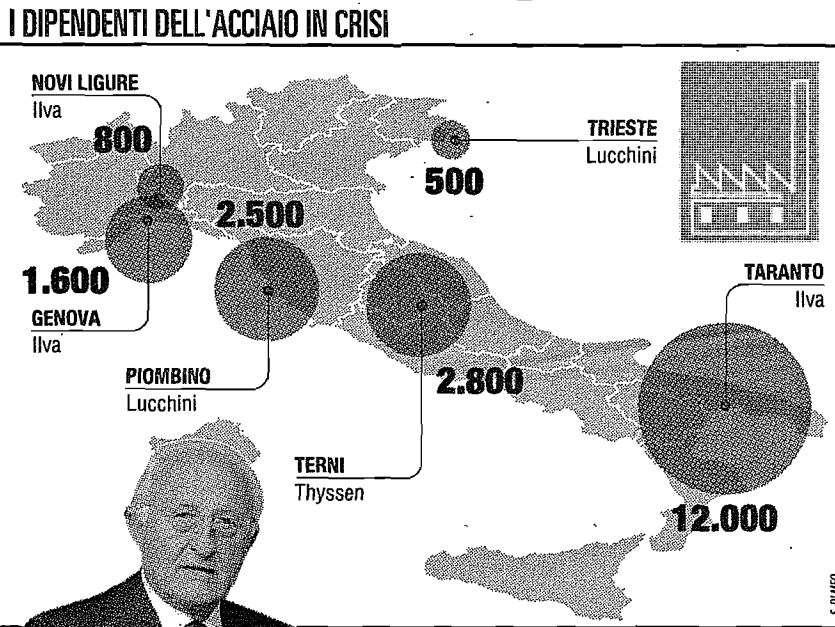 I DIPENDENTI DELL'ACCIAIO IN CRISI
NOVI LIGURE
Ilva
800
TRIESTE
Lucchini
500
2.500
1.600
GENOVA
Ilva
TARANTO
Ilva
PIOMBINO
Lucchini
2.800
TERNI
Thyssen
12.000